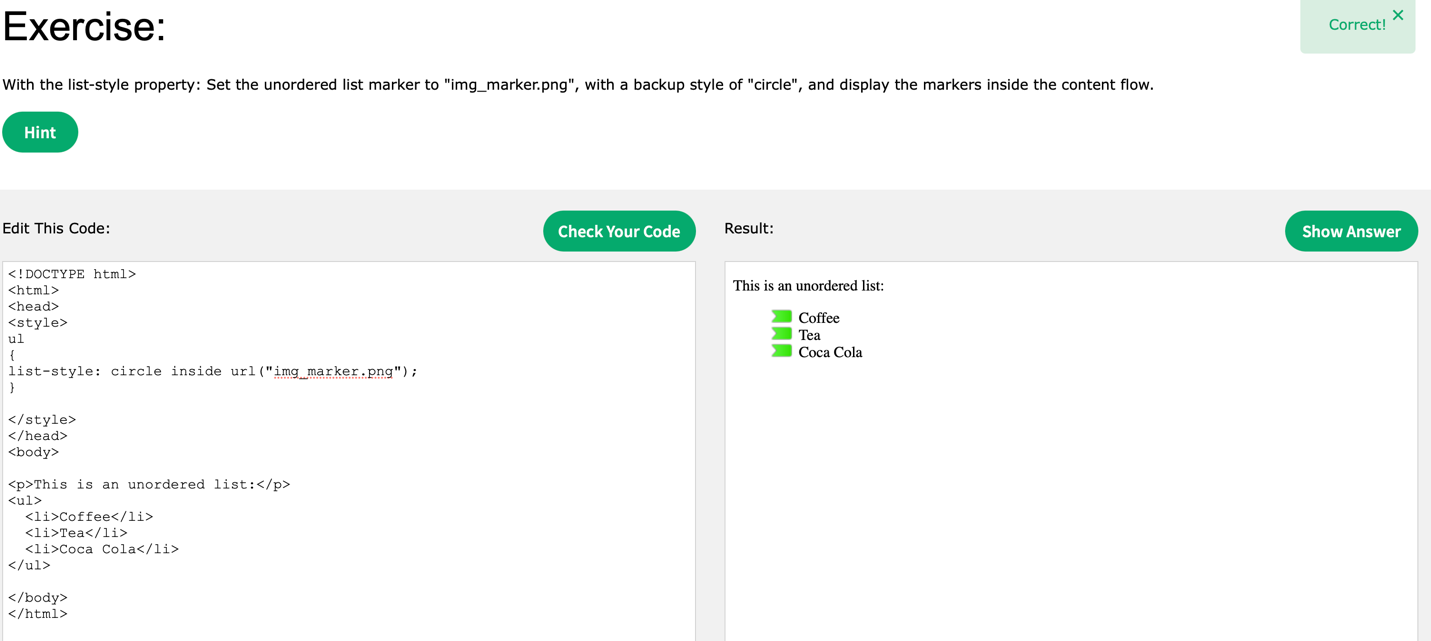 Exercise:
Correct! ×
With the list-style property: Set the unordered list marker to "img_marker.png", with a backup style of "circle", and display the markers inside the content flow.
Hint
Edit This Code:
Check Your Code
<!DOCTYPE html>
<html>
<head>
<style>
ul
{
list-style: circle inside url("img_marker.png");
}
</style>
</head>
<body>
<p>This is an unordered list:</p>
<ul>
  <li>Coffee</li>
  <li>Tea</li>
  <li>Coca Cola</li>
</ul>
</body>
</html>
Result:
Show Answer
This is an unordered list:
Coffee
Tea
Coca Cola